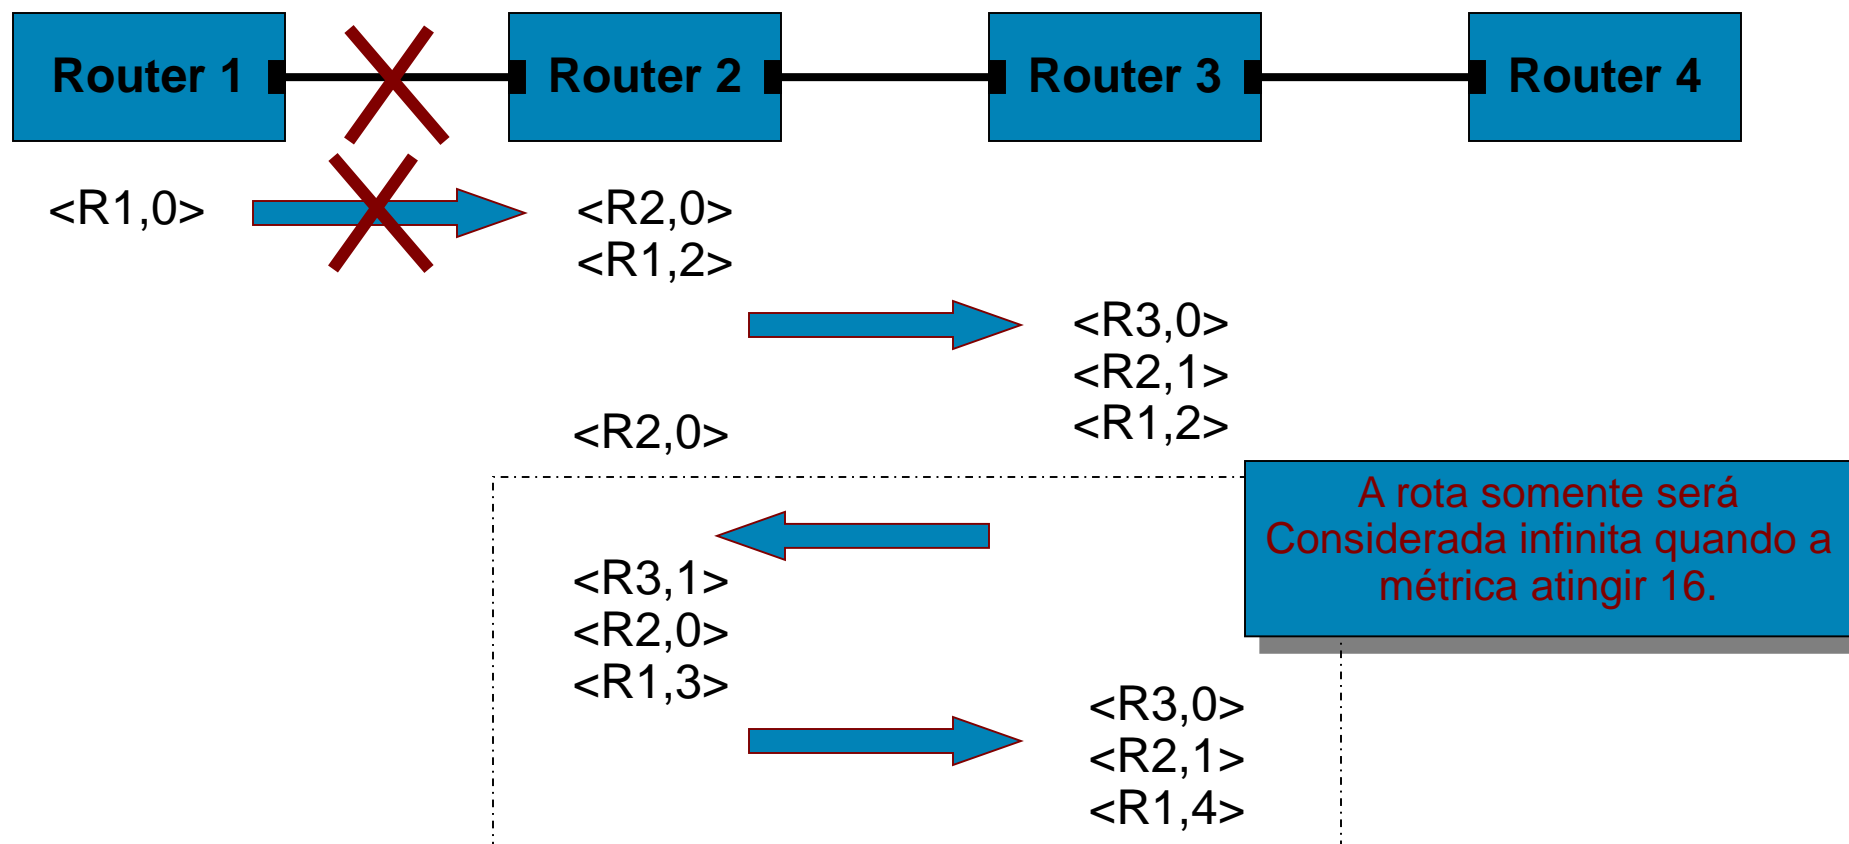 Router 1
Router 2
Router 3
Router 4
<R1,0>
<R2,0>
<R1,2>
<R3,0>
<R2,1>
<R1,2>
<R2,0>
A rota somente será
Considerada infinita quando a
métrica atingir 16.
<R3,1>
<R2,0>
<R1,3>
<R3,0>
<R2,1>
<R1,4>